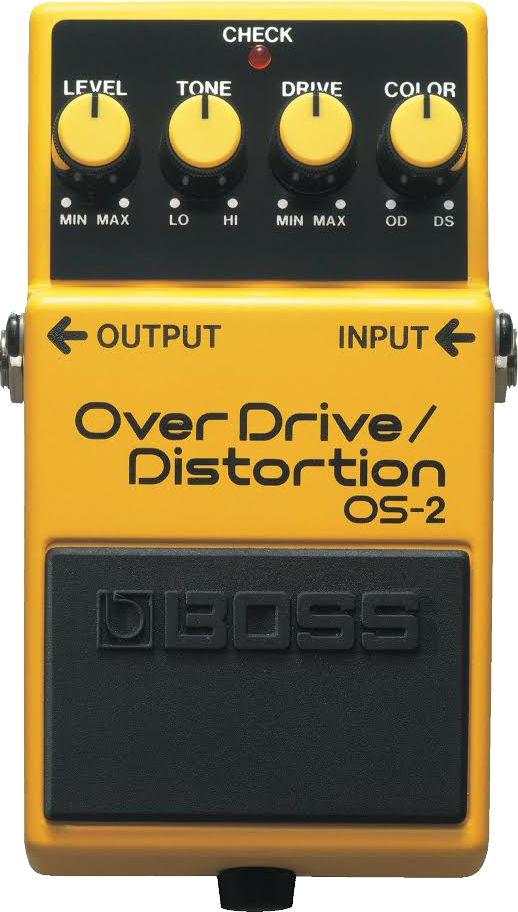 CHECK
LEVEL TONE DRIVE COLOR
MIN MAX LO HI MIN MAX OD DS
OUTPUT INPUT
Over Drive/
Distortion
OS-2
BOSS